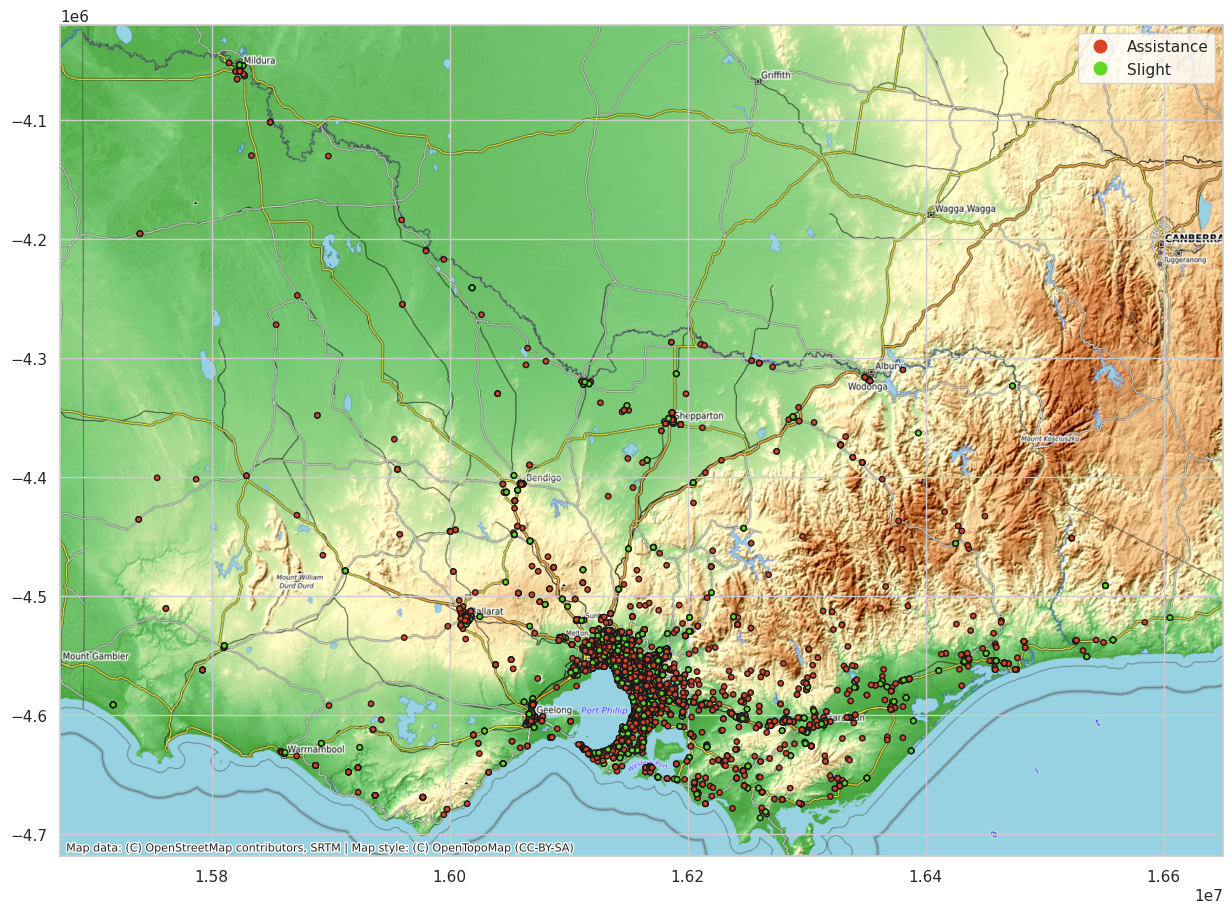 1e6
Assistance
Slight
Mildura
Griffith
−4.1
Wagga Wagga
−4.2
CANBERRA
Tuggeranong
−4.3
Albury
Wodonga
Shepparton
Mount Kosciuszko
−4.4
Bendigo
Mount William
Durd Durd
−4.5
Melton
Mount Gambier
−4.6
Geelong
Port Phillip
Warrnambool
−4.7
Map data: (C) OpenStreetMap contributors, SRTM | Map style: (C) OpenTopoMap (CC-BY-SA)
1.58
1.60
1.62
1.64
1.66
1e7